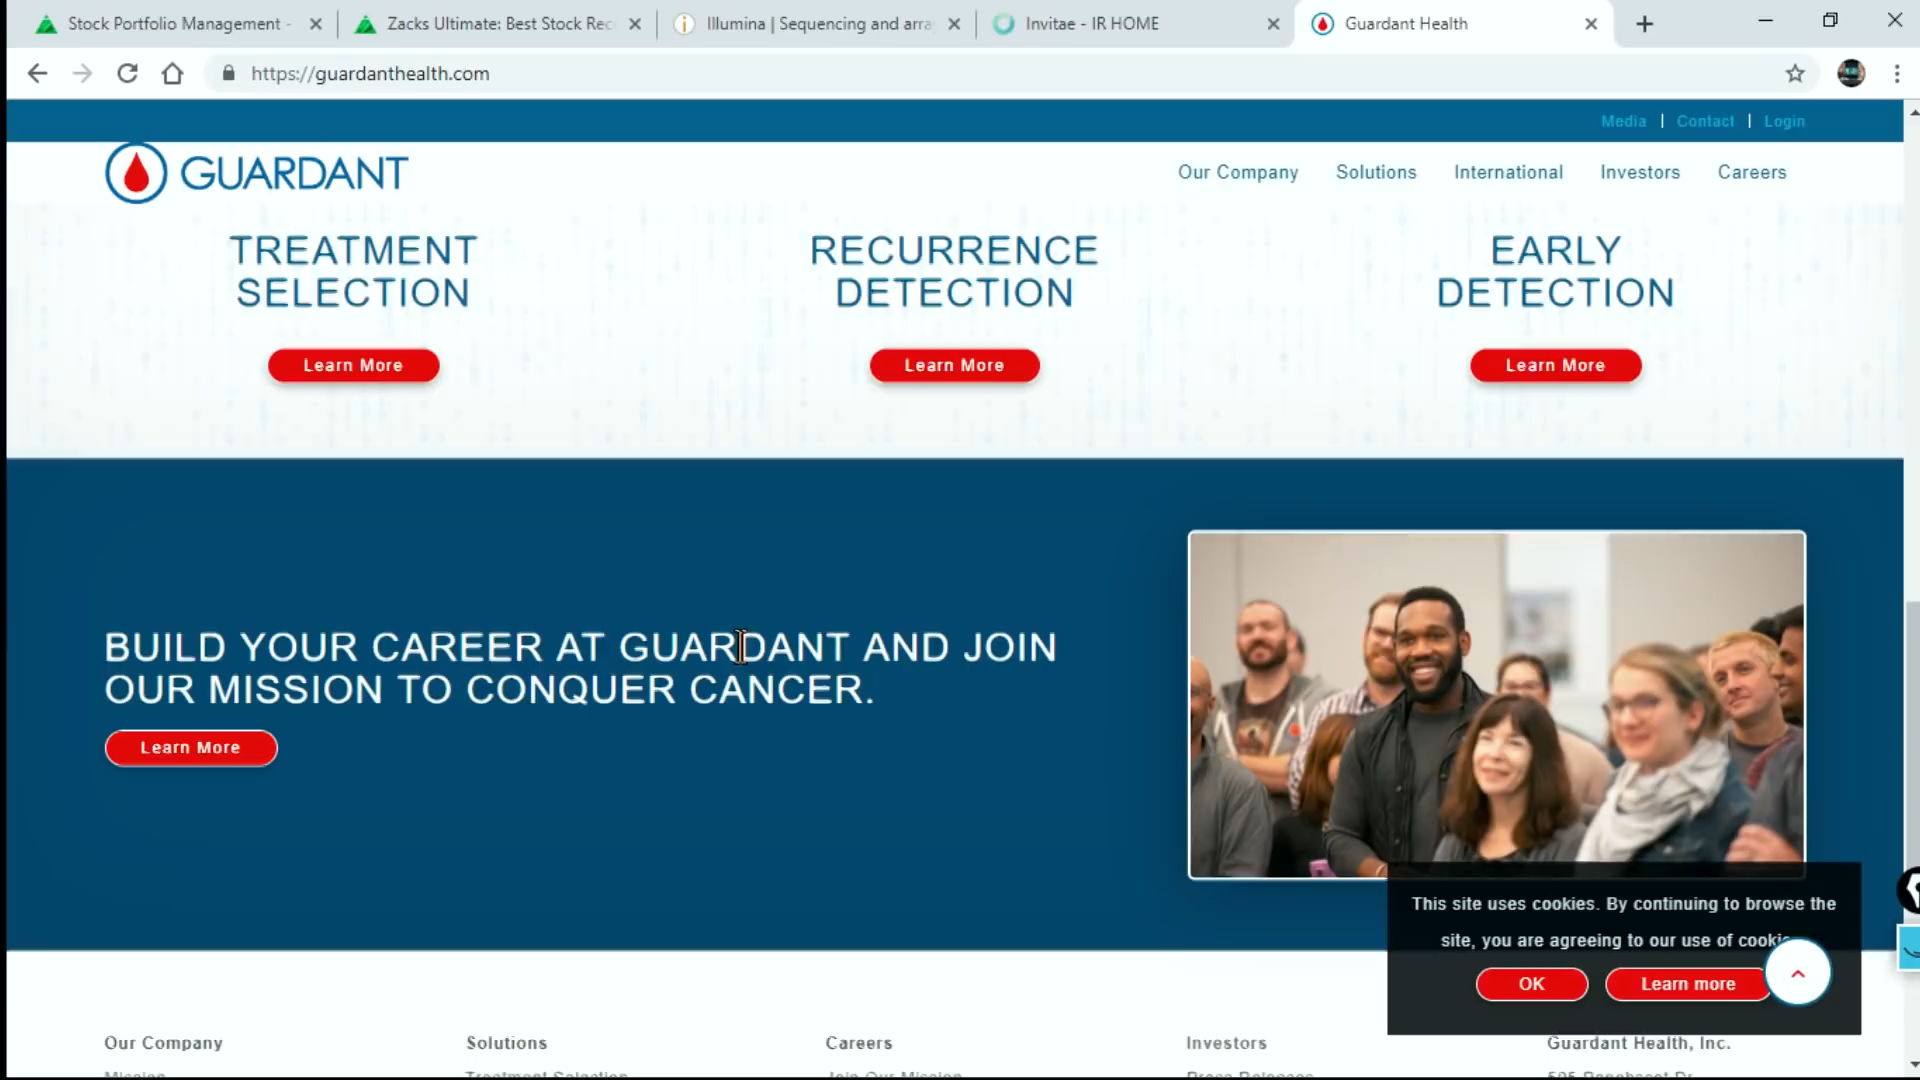 Stock Portfolio Management -
Zacks Ultimate: Best Stock Rec
Illumina | Sequencing and arra
Invitae - IR HOME
Guardant Health
https://guardanthealth.com
Media | Contact | Login
GUARDANT
Our Company
Solutions
International
Investors
Careers
TREATMENT
SELECTION
Learn More
RECURRENCE
DETECTION
Learn More
EARLY
DETECTION
Learn More
BUILD YOUR CAREER AT GUARDANT AND JOIN
OUR MISSION TO CONQUER CANCER.
Learn More
This site uses cookies. By continuing to browse the
site, you are agreeing to our use of
OK
Learn more
Our Company
Solutions
Careers
Investors
Guardant Health, Inc.
Mission
Treatment Selection
Join Our Mission
Press Releases